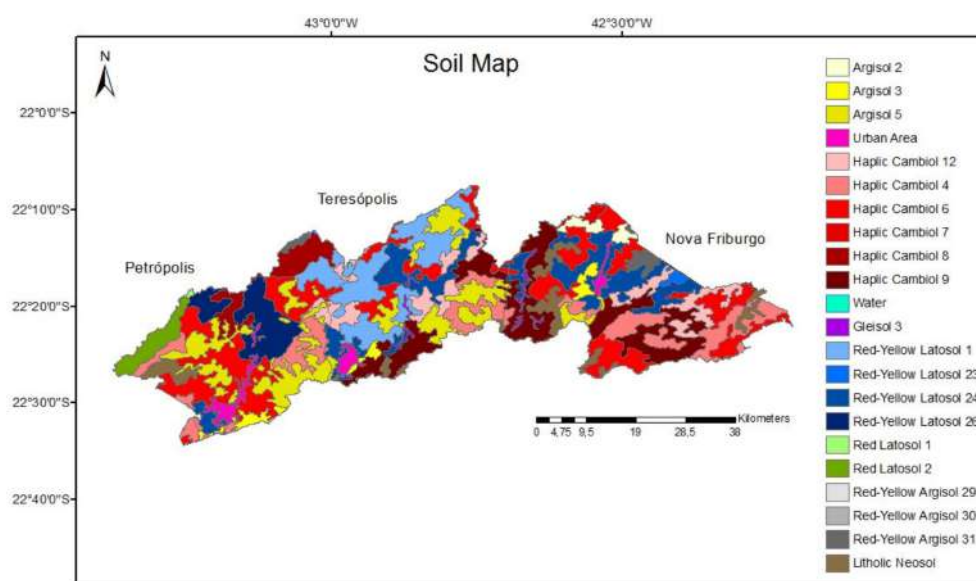 43°0'0"W
42°30'0"W
N
Soil Map
22°0'0"S
22°10'0"S
22°20'0"S
22°30'0"S
22°40'0"S
Teresópolis
Petrópolis
Nova Friburgo
Kilometers
0 4,75 9,5 19 28,5 38
Argisol 2
Argisol 3
Argisol 5
Urban Area
Haplic Cambiol 12
Haplic Cambiol 4
Haplic Cambiol 6
Haplic Cambiol 7
Haplic Cambiol 8
Haplic Cambiol 9
Water
Gleisol 3
Red-Yellow Latosol 1
Red-Yellow Latosol 23
Red-Yellow Latosol 24
Red-Yellow Latosol 26
Red Latosol 1
Red Latosol 2
Red-Yellow Argisol 29
Red-Yellow Argisol 30
Red-Yellow Argisol 31
Litholic Neosol